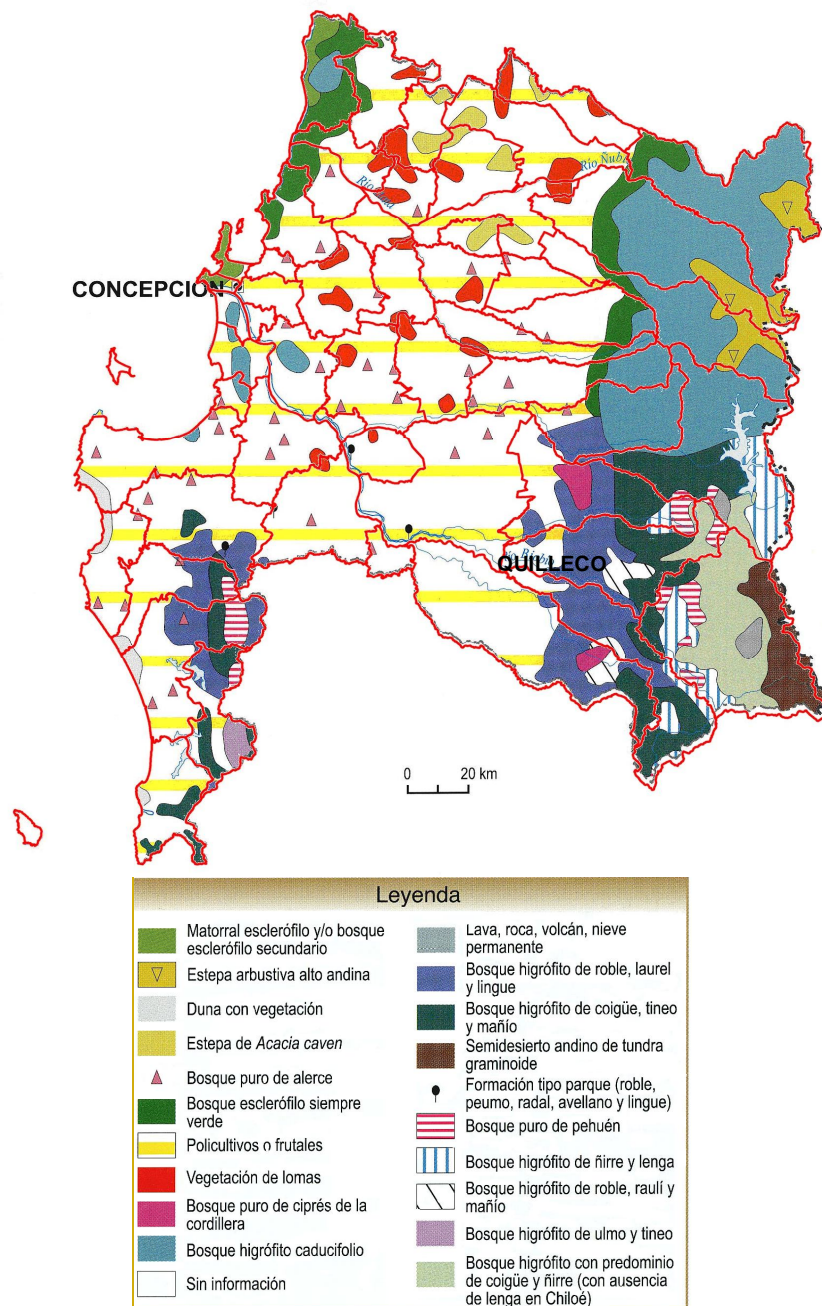 Río Ñuble
Río Itata
CONCEPCION
Río Biobío
QUILLECO
0 20 km
Leyenda
Matorral esclerófilo y/o bosque
esclerófilo secundario
Estepa arbustiva alto andina
Duna con vegetación
Estepa de Acacia caven
Bosque puro de alerce
Bosque esclerófilo siempre
verde
Policultivos o frutales
Vegetación de lomas
Bosque puro de ciprés de la
cordillera
Bosque higrófito caducifolio
Sin información
Lava, roca, volcán, nieve
permanente
Bosque higrófito de roble, laurel
y lingue
Bosque higrófito de coigüe, tineo
y mañío
Semidesierto andino de tundra
graminoide
Formación tipo parque (roble,
peumo, radal, avellano y lingue)
Bosque puro de pehuén
Bosque higrófito de ñirre y lenga
Bosque higrófito de roble, raulí y
mañío
Bosque higrófito de ulmo y tineo
Bosque higrófito con predominio
de coigüe y ñirre (con ausencia
de lenga en Chiloé)